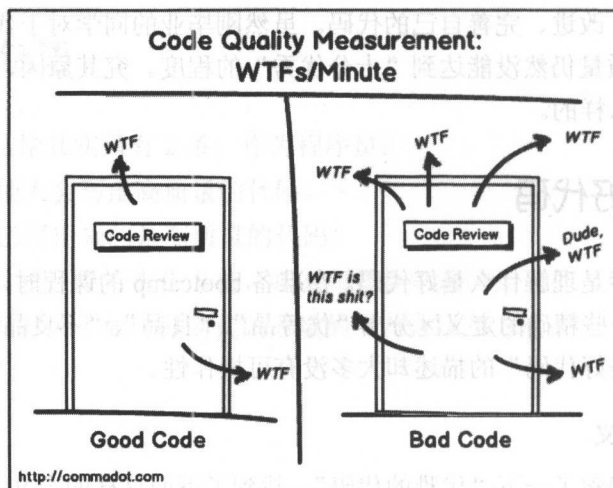 Code Quality Measurement:
WTFs/Minute
WTF
Code Review
WTF
Good Code
WTF
WTF
WTF
Code Review
Dude,
WTF
WTF is
this shit?
WTF
Bad Code
http://commadot.com